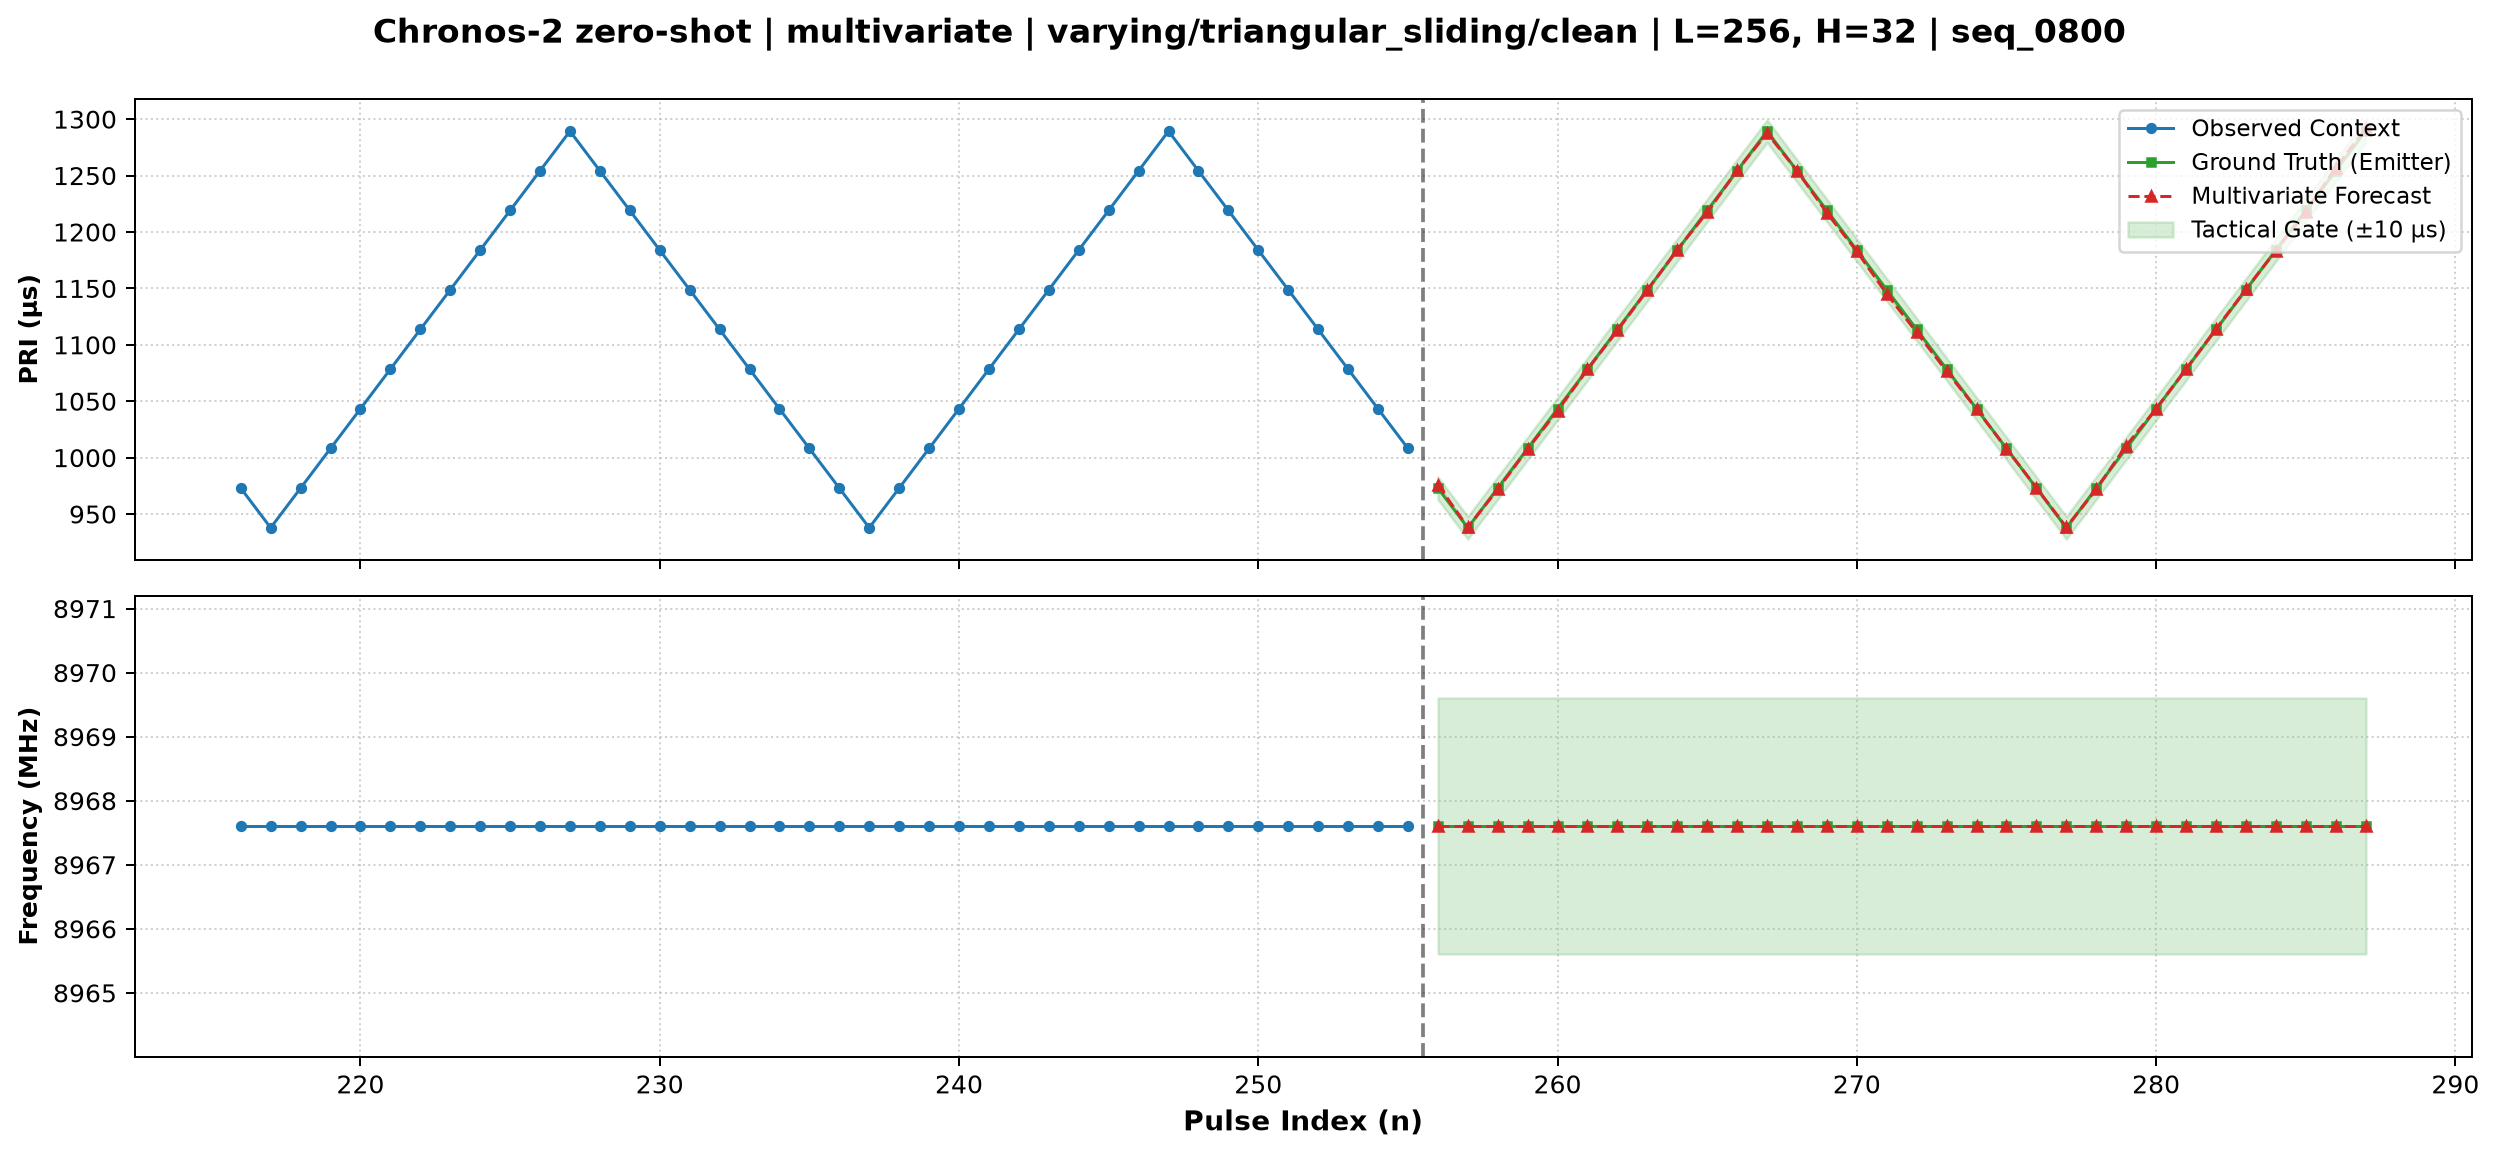 Chronos-2 zero-shot | multivariate | varying/triangular_sliding/clean | L=256, H=32 | seq_0800
1300
1250
1200
1150
1100
1050
1000
950
PRI (µs)
Observed Context
Ground Truth (Emitter)
Multivariate Forecast
Tactical Gate (±10 µs)
8971
8970
8969
8968
8967
8966
8965
Frequency (MHz)
220 230 240 250 260 270 280 290
Pulse Index (n)